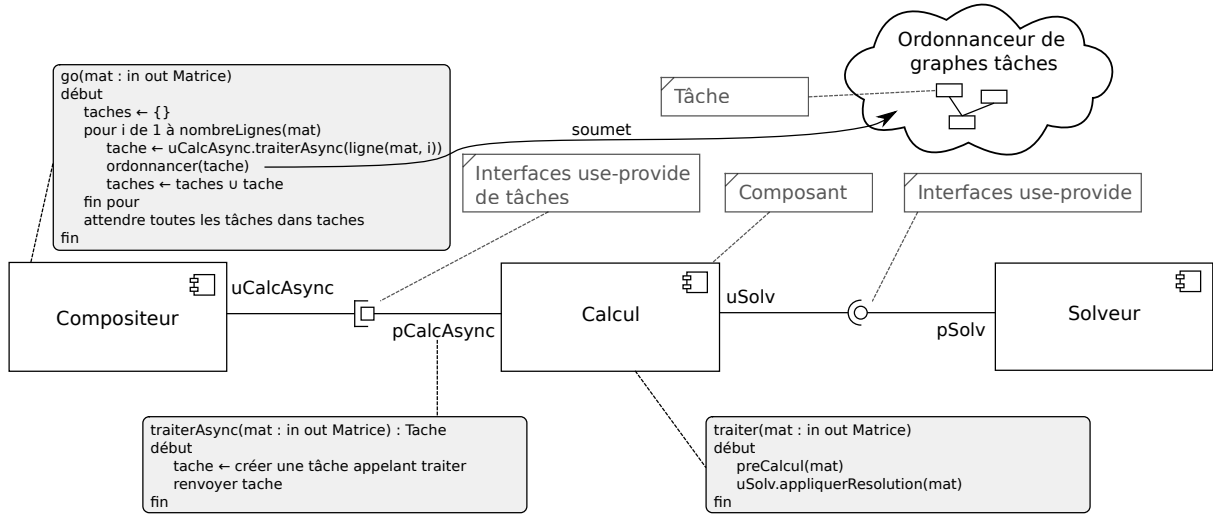 Ordonnanceur de
graphes tâches
go(mat : in out Matrice)
début
taches ← {}
pour i de 1 à nombreLignes(mat)
tache ← uCalcAsync.traiterAsync(ligne(mat, i))
ordonnancer(tache)
taches ← taches ∪ tache
fin pour
attendre toutes les tâches dans taches
fin
soumet
Tâche
Interfaces use-provide
de tâches
Composant
Interfaces use-provide
Compositeur
uCalcAsync
pCalcAsync
Calcul
uSolv
pSolv
Solveur
traiterAsync(mat : in out Matrice) : Tache
début
tache ← créer une tâche appelant traiter
renvoyer tache
fin
traiter(mat : in out Matrice)
début
preCalcul(mat)
uSolv.appliquerResolution(mat)
fin